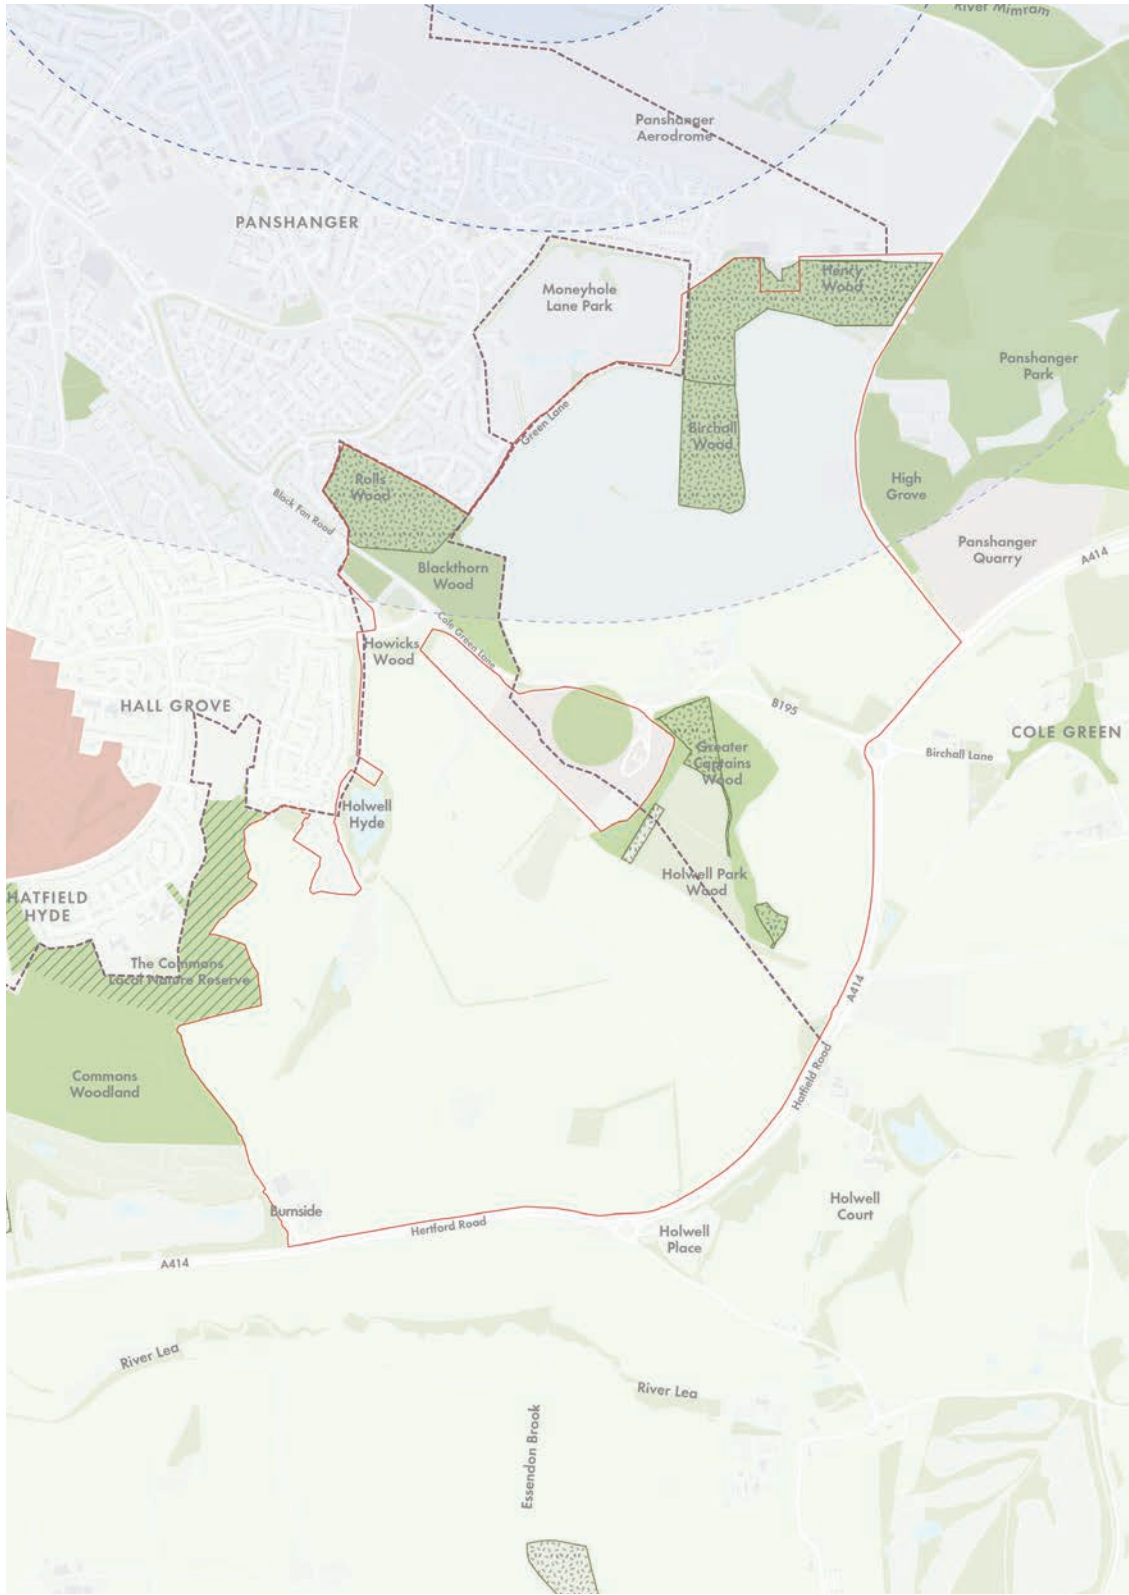 River Mimram
Panshanger
Aerodrome
PANSHANGER
Henry
Wood
Moneyhole
Lane Park
Panshanger
Park
Green Lane
Birchall
Wood
Rolls
Wood
High
Grove
Black Fan Road
Panshanger
Quarry
A414
Blackthorn
Wood
Cole Green Lane
Howicks
Wood
HALL GROVE
B195
COLE GREEN
Birchall Lane
Greater
Captains
Wood
Holwell
Hyde
Holwell Park
Wood
HATFIELD
HYDE
The Commons
Local Nature Reserve
A414
Hatfield Road
Commons
Woodland
Holwell
Court
Burnside
Hertford Road
Holwell
Place
A414
River Lea
River Lea
Essendon Brook